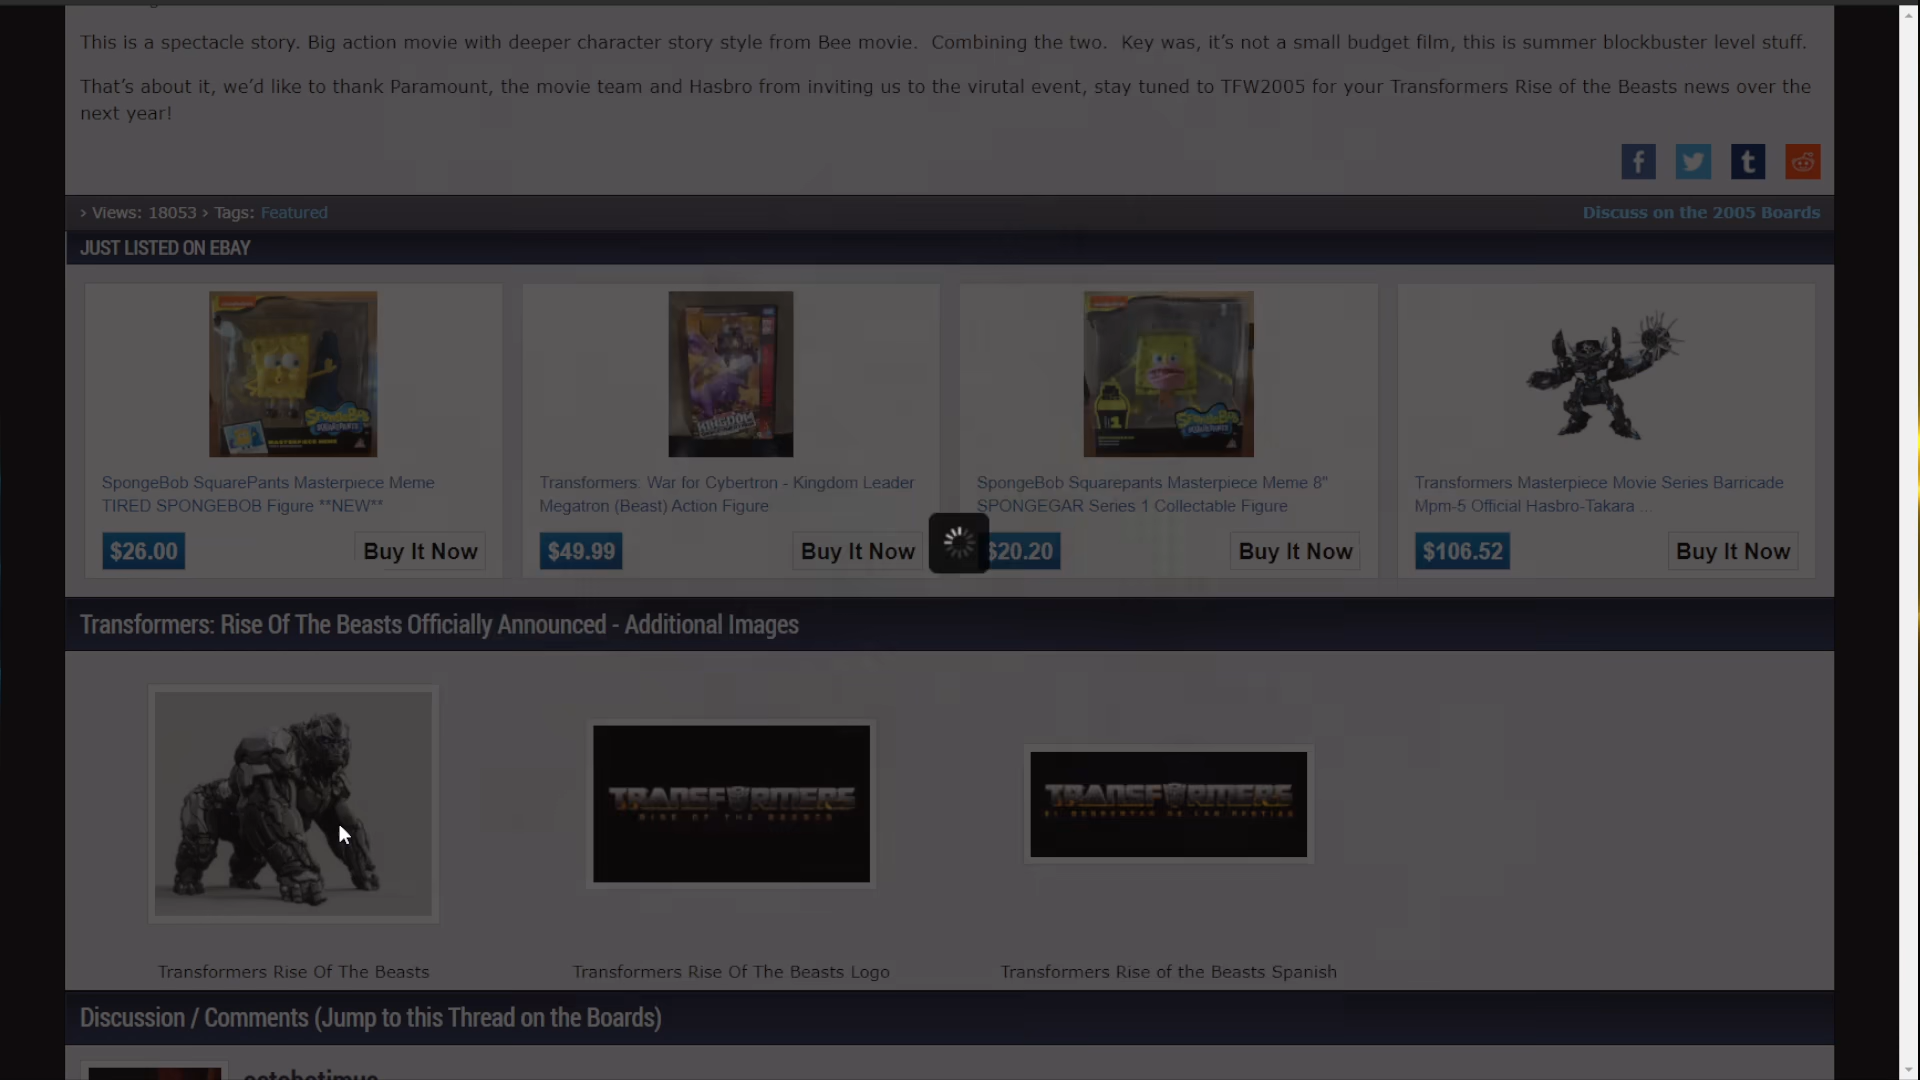 This is a spectacle story. Big action movie with deeper character story style from Bee movie. Combining the two. Key was, it’s not a small budget film, this is summer blockbuster level stuff.
That’s about it, we’d like to thank Paramount, the movie team and Hasbro from inviting us to the virutal event, stay tuned to TFW2005 for your Transformers Rise of the Beasts news over the
next year!
› Views: 18053 › Tags: Featured
Discuss on the 2005 Boards
JUST LISTED ON EBAY
KINGDOM
SpongeBob SquarePants Masterpiece Meme
TIRED SPONGEBOB Figure **NEW**
$26.00
Buy It Now
Transformers: War for Cybertron - Kingdom Leader
Megatron (Beast) Action Figure
$49.99
Buy It Now
SpongeBob Squarepants Masterpiece Meme 8"
SPONGEGAR Series 1 Collectable Figure
$20.20
Buy It Now
Transformers Masterpiece Movie Series Barricade
Mpm-5 Official Hasbro-Takara ...
$106.52
Buy It Now
Transformers: Rise Of The Beasts Officially Announced - Additional Images
TRANSFORMERS
RISE OF THE BEASTS
TRANSFORMERS
Transformers Rise Of The Beasts
Transformers Rise Of The Beasts Logo
Transformers Rise of the Beasts Spanish
Discussion / Comments (Jump to this Thread on the Boards)